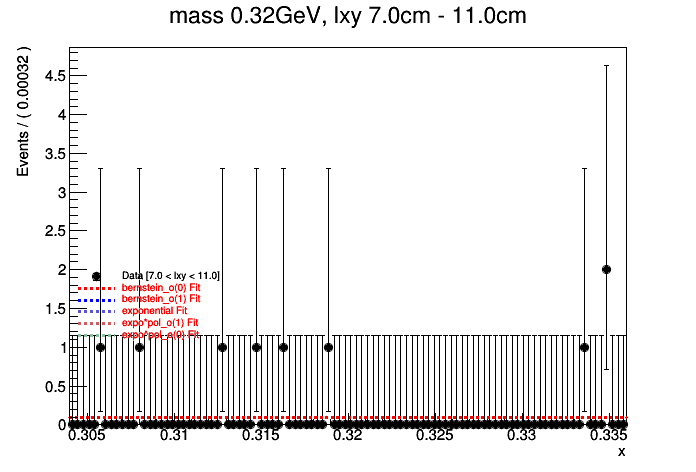 mass 0.32GeV, lxy 7.0cm - 11.0cm
Events / ( 0.00032 )
4.5
4
3.5
3
2.5
2
1.5
1
0.5
0
Data [7.0 < lxy < 11.0]
bernstein_o(0) Fit
bernstein_o(1) Fit
exponential Fit
expo*pol_o(1) Fit
expo*pol_o(0) Fit
0.305 0.31 0.315 0.32 0.325 0.33 0.335
x